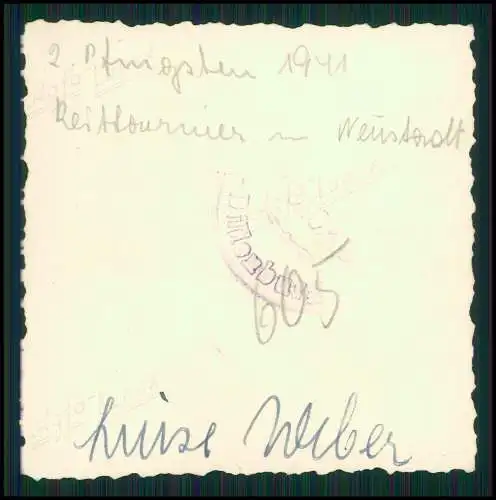 2. Pfingsten 1941
Reitturnier in Neustadt
605
Luise Weber